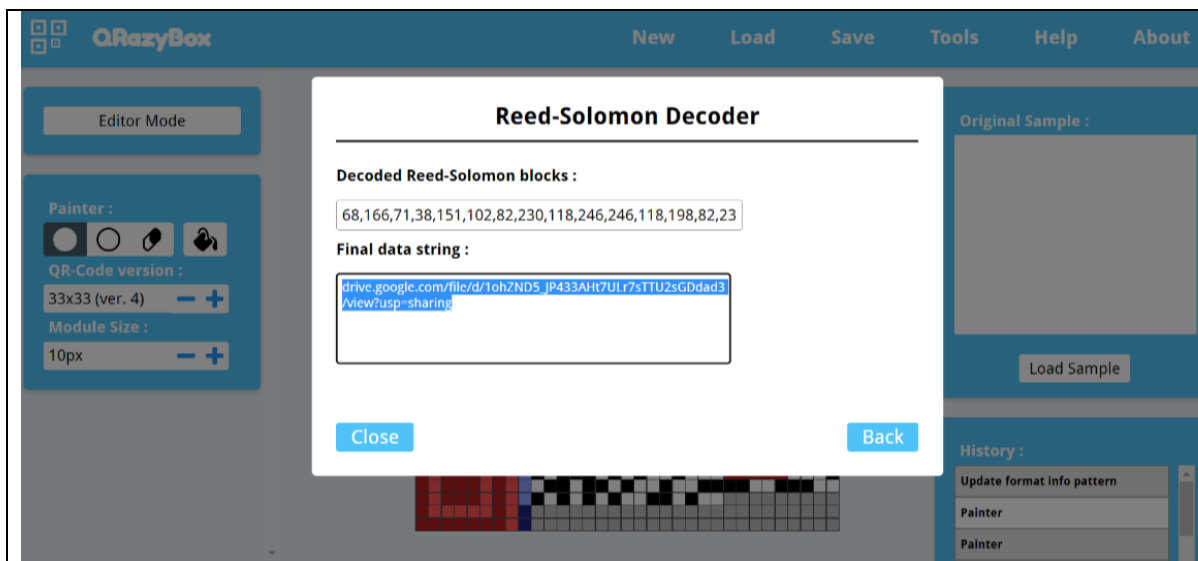 QRazyBox
New Load Save Tools Help About
Editor Mode
Painter :
QR-Code version :
33x33 (ver. 4)
Module Size :
10px
Reed-Solomon Decoder
Decoded Reed-Solomon blocks :
68,166,71,38,151,102,82,230,118,246,246,118,198,82,23
Final data string :
drive.google.com/file/d/1ohZND5_JP433AHt7ULr7sTTU2sGDdad3
/view?usp=sharing
Close Back
Original Sample :
Load Sample
History :
Update format info pattern
Painter
Painter